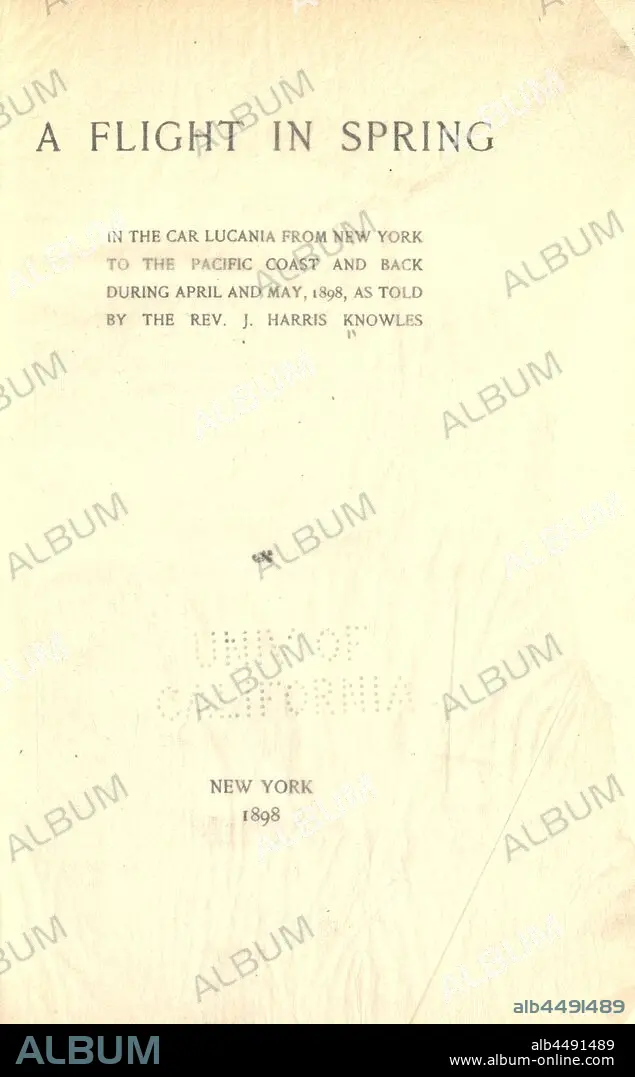 A FLIGHT IN SPRING
IN THE CAR LUCANIA FROM NEW YORK
TO THE PACIFIC COAST AND BACK
DURING APRIL AND MAY, 1898, AS TOLD
BY THE REV. J. HARRIS KNOWLES
UNIV. OF
CALIFORNIA
NEW YORK
1898
alb4491489
ALBUM
alb4491489
www.album-online.com